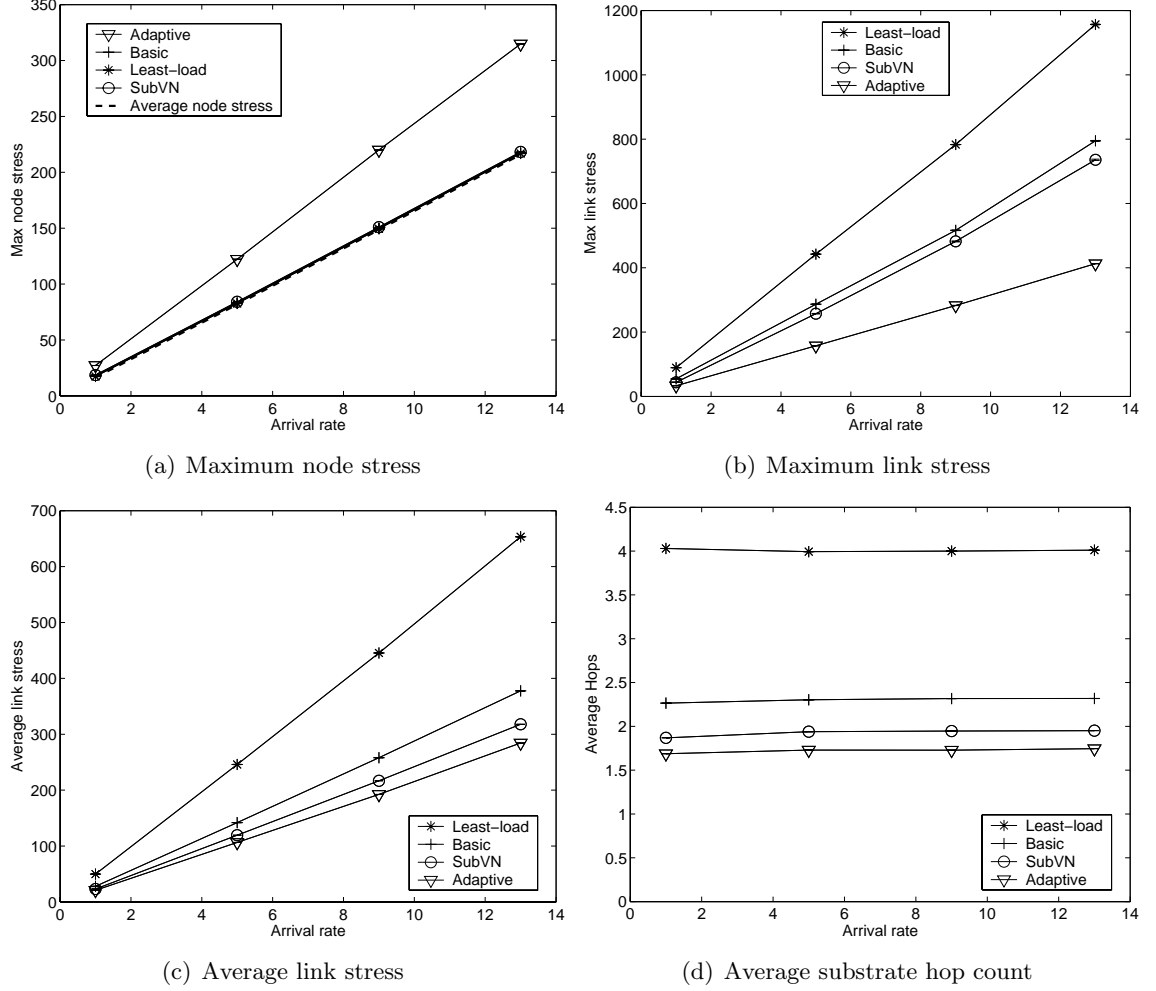 350
300
250
200
150
100
50
0
Max node stress
Adaptive
Basic
Least-load
SubVN
Average node stress
0 2 4 6 8 10 12 14
Arrival rate
(a) Maximum node stress
1200
1000
800
600
400
200
0
Max link stress
Least-load
Basic
SubVN
Adaptive
0 2 4 6 8 10 12 14
Arrival rate
(b) Maximum link stress
700
600
500
400
300
200
100
0
Average link stress
Least-load
Basic
SubVN
Adaptive
0 2 4 6 8 10 12 14
Arrival rate
(c) Average link stress
4.5
4
3.5
3
2.5
2
1.5
1
0.5
0
Average Hops
Least-load
Basic
SubVN
Adaptive
0 2 4 6 8 10 12 14
Arrival rate
(d) Average substrate hop count